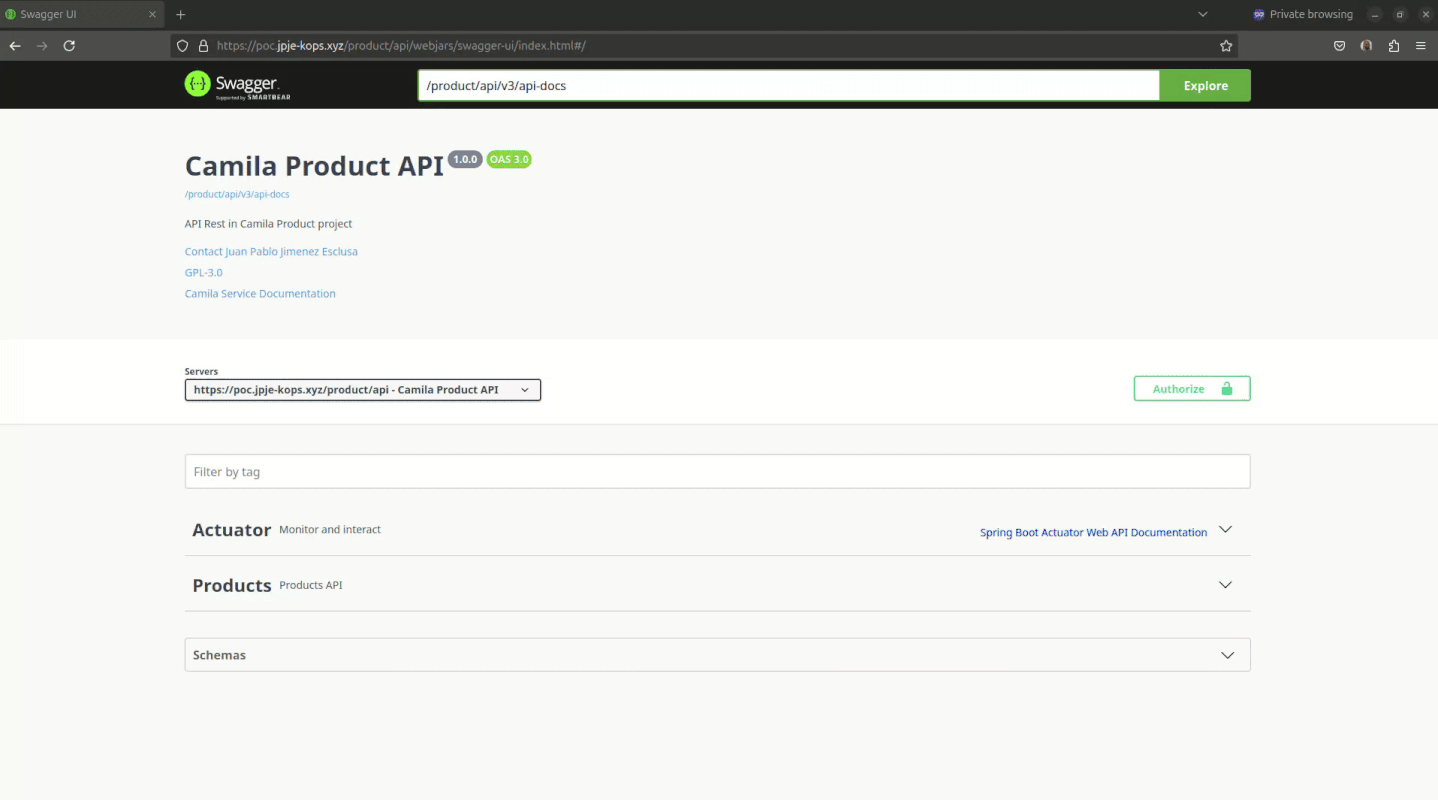 Swagger UI
Private browsing
https://poc.jpje-kops.xyz/product/api/webjars/swagger-ui/index.html#/
{···} Swagger.
Supported by SMARTBEAR
/product/api/v3/api-docs
Explore
Camila Product API 1.0.0 OAS 3.0
/product/api/v3/api-docs
API Rest in Camila Product project
Contact Juan Pablo Jimenez Esclusa
GPL-3.0
Camila Service Documentation
Servers
https://poc.jpje-kops.xyz/product/api - Camila Product API
Authorize
Filter by tag
Actuator Monitor and interact
Spring Boot Actuator Web API Documentation
Products Products API
Schemas